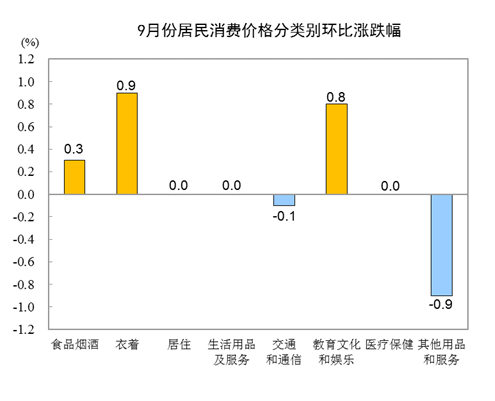 9月份居民消费价格分类别环比涨跌幅
(%)
1.2
1.0
0.8
0.6
0.4
0.2
0.0
-0.2
-0.4
-0.6
-0.8
-1.0
-1.2
0.3
0.9
0.0
0.0
-0.1
0.8
0.0
-0.9
食品烟酒
衣着
居住
生活用品
及服务
交通
和通信
教育文化
和娱乐
医疗保健
其他用品
和服务